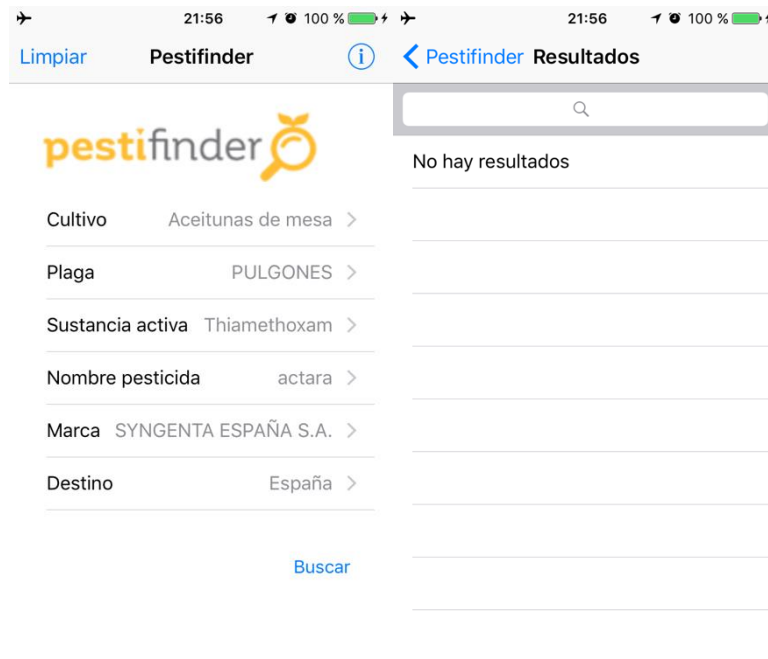 21:56 100 %
Limpiar Pestifinder i
pestifinder
Cultivo Aceitunas de mesa
Plaga PULGONES
Sustancia activa Thiamethoxam
Nombre pesticida actara
Marca SYNGENTA ESPAÑA S.A.
Destino España
Buscar
21:56 100 %
Pestifinder Resultados
No hay resultados